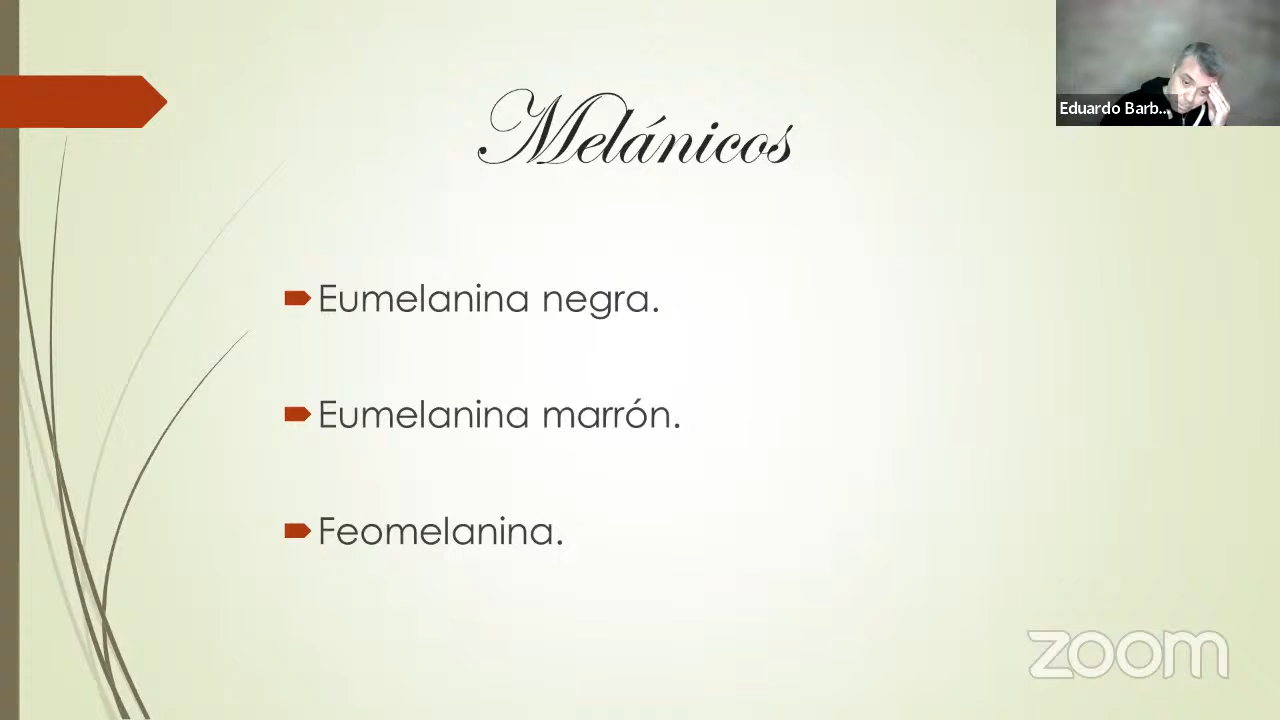 Melánicos
Eduardo Barb...
Eumelanina negra.
Eumelanina marrón.
Feomelanina.
zoom